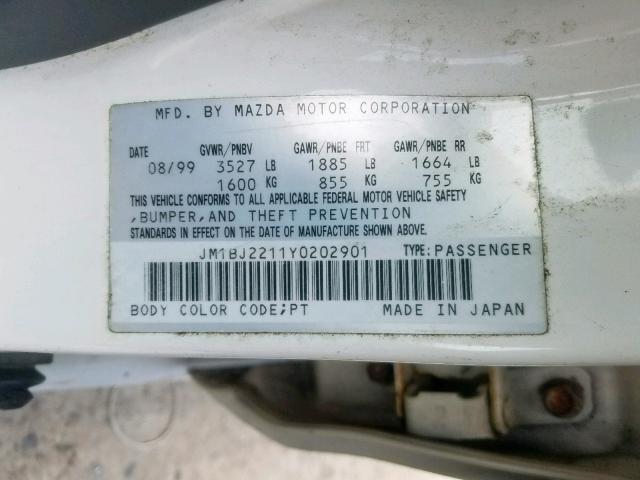 MFD. BY MAZDA MOTOR CORPORATION
DATE GVWR/PNBV GAWR/PNBE FRT GAWR/PNBE RR
08/99 3527 LB 1885 LB 1664 LB
1600 KG 855 KG 755 KG
THIS VEHICLE CONFORMS TO ALL APPLICABLE FEDERAL MOTOR VEHICLE SAFETY
,BUMPER,AND THEFT PREVENTION
STANDARDS IN EFFECT ON THE DATE OF MANUFACTURE SHOWN ABOVE.
JM1BJ2211Y0202901 TYPE:PASSENGER
BODY COLOR CODE;PT MADE IN JAPAN